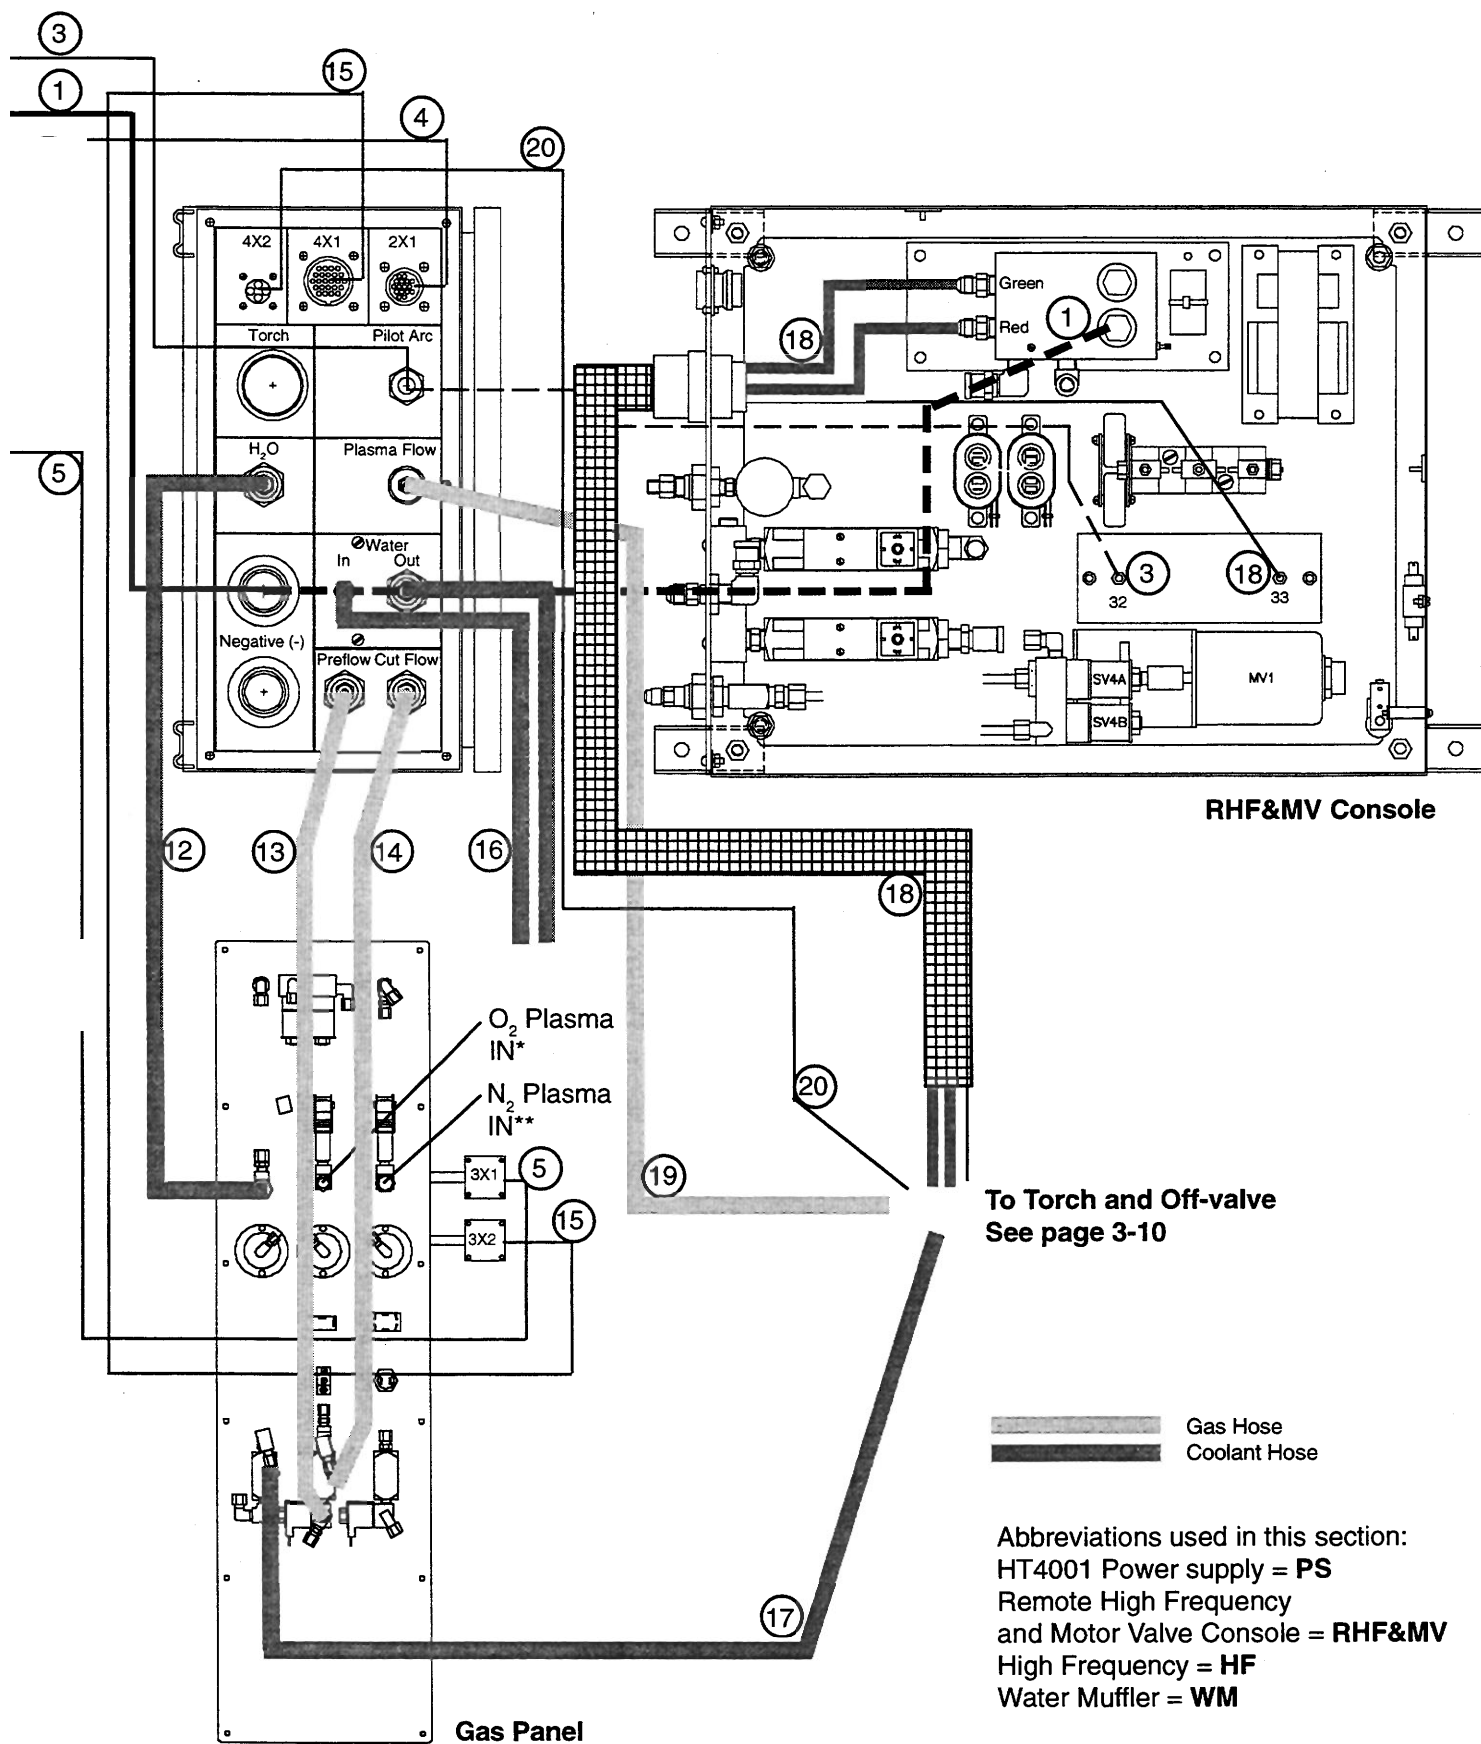 3
15
1
4
20
4X2
4X1
2X1
Torch
Pilot Arc
Green
Red
1
18
5
H₂O
Plasma Flow
Water
In
Out
3
18
32
33
Negative (-)
Preflow
Cut Flow
SV4A
SV4B
MV1
RHF&MV Console
12
13
14
16
18
O₂ Plasma
IN*
N₂ Plasma
IN**
20
3X1
5
19
3X2
15
To Torch and Off-valve
See page 3-10
Gas Hose
Coolant Hose
17
Abbreviations used in this section:
HT4001 Power supply = PS
Remote High Frequency
and Motor Valve Console = RHF&MV
High Frequency = HF
Water Muffler = WM
Gas Panel